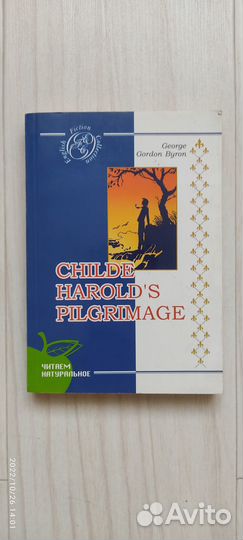 English
Fiction
Collection
George
Gordon Byron
CHILDE
HAROLD'S
PILGRIMAGE
ЧИТАЕМ
НАТУРАЛЬНОЕ
2022/10/26 14:01
Avito